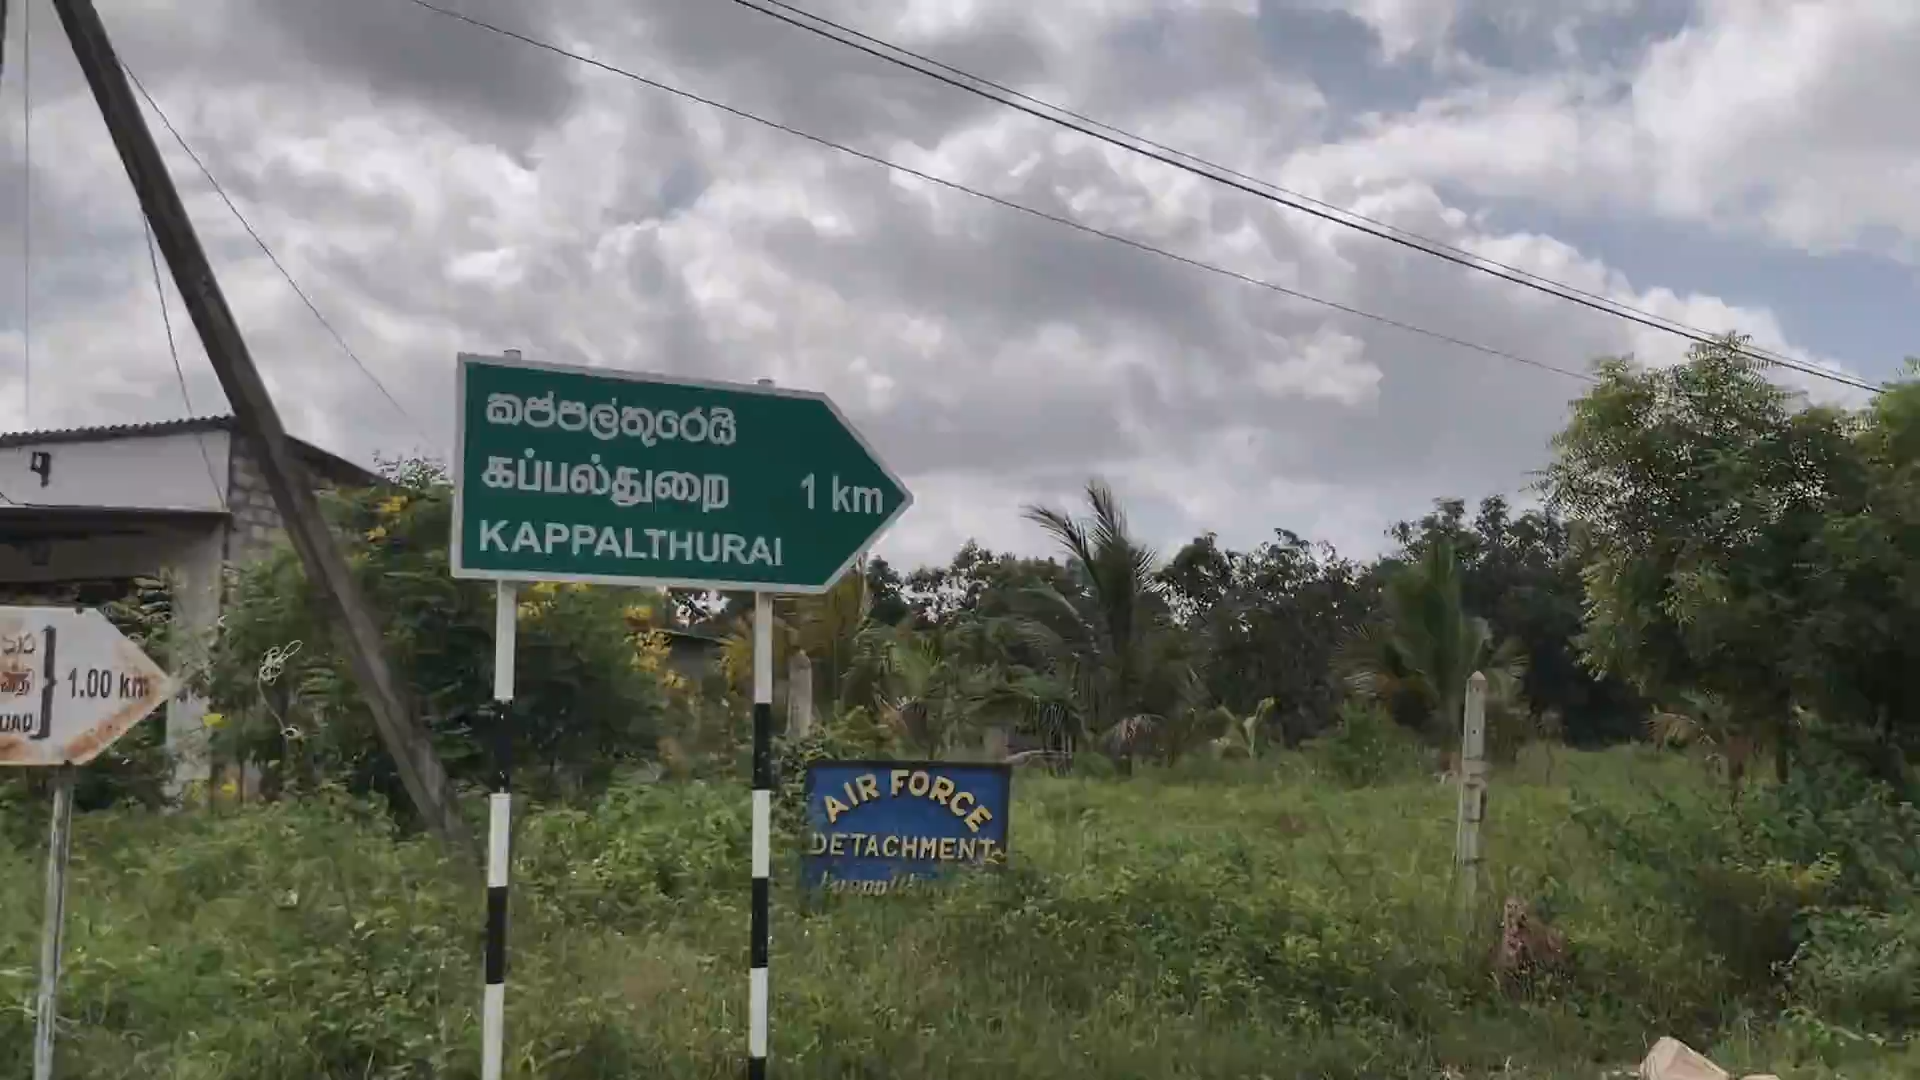 කප්පල්තුරෙයි
கப்பல்துறை
KAPPALTHURAI
1 km
1.00 km
AIR FORCE
DETACHMENT